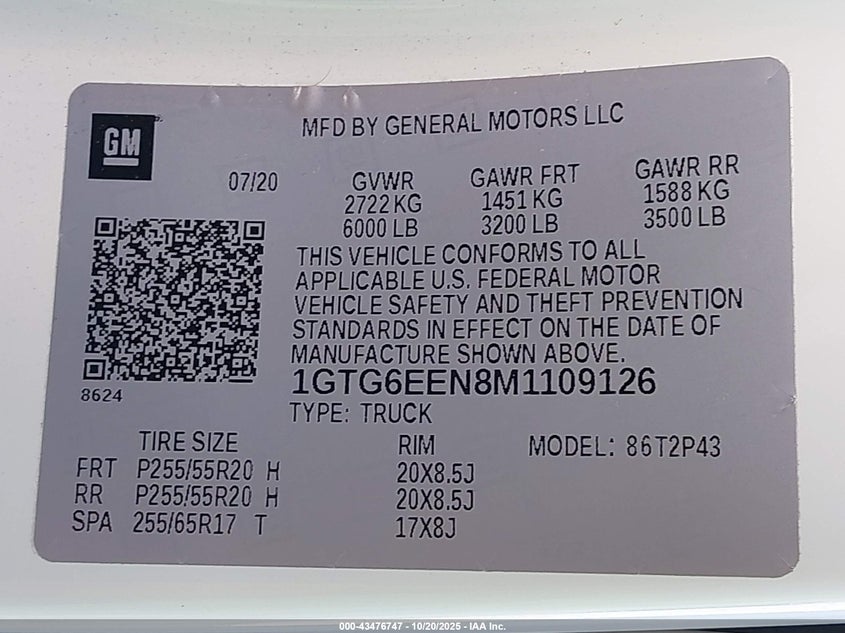 GM
MFD BY GENERAL MOTORS LLC
07/20
GVWR GAWR FRT GAWR RR
2722 KG 1451 KG 1588 KG
6000 LB 3200 LB 3500 LB
THIS VEHICLE CONFORMS TO ALL
APPLICABLE U.S. FEDERAL MOTOR
VEHICLE SAFETY AND THEFT PREVENTION
STANDARDS IN EFFECT ON THE DATE OF
MANUFACTURE SHOWN ABOVE.
8624
1GTG6EEN8M1109126
TYPE: TRUCK
TIRE SIZE RIM MODEL: 86T2P43
FRT P255/55R20 H 20X8.5J
RR P255/55R20 H 20X8.5J
SPA 255/65R17 T 17X8J
000-43476747 - 10/20/2025 - IAA Inc.